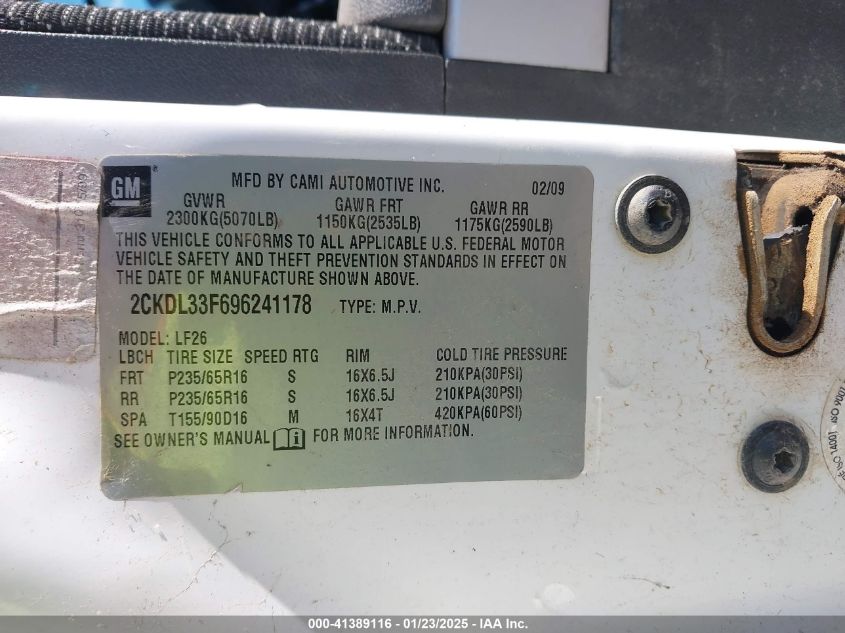 GM
MFD BY CAMI AUTOMOTIVE INC. 02/09
GVWR GAWR FRT GAWR RR
2300KG(5070LB) 1150KG(2535LB) 1175KG(2590LB)
THIS VEHICLE CONFORMS TO ALL APPLICABLE U.S. FEDERAL MOTOR
VEHICLE SAFETY AND THEFT PREVENTION STANDARDS IN EFFECT ON
THE DATE OF MANUFACTURE SHOWN ABOVE.
2CKDL33F696241178 TYPE: M.P.V.
MODEL: LF26
LBCH TIRE SIZE SPEED RTG RIM COLD TIRE PRESSURE
FRT P235/65R16 S 16X6.5J 210KPA(30PSI)
RR P235/65R16 S 16X6.5J 210KPA(30PSI)
SPA T155/90D16 M 16X4T 420KPA(60PSI)
SEE OWNER'S MANUAL FOR MORE INFORMATION.
ISO 14001 ISO 9001
000-41389116 - 01/23/2025 - IAA Inc.